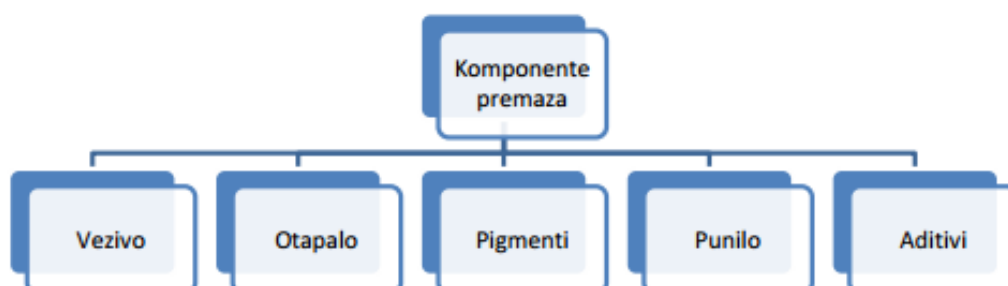 Komponente
premaza
Vezivo
Otapalo
Pigmenti
Punilo
Aditivi